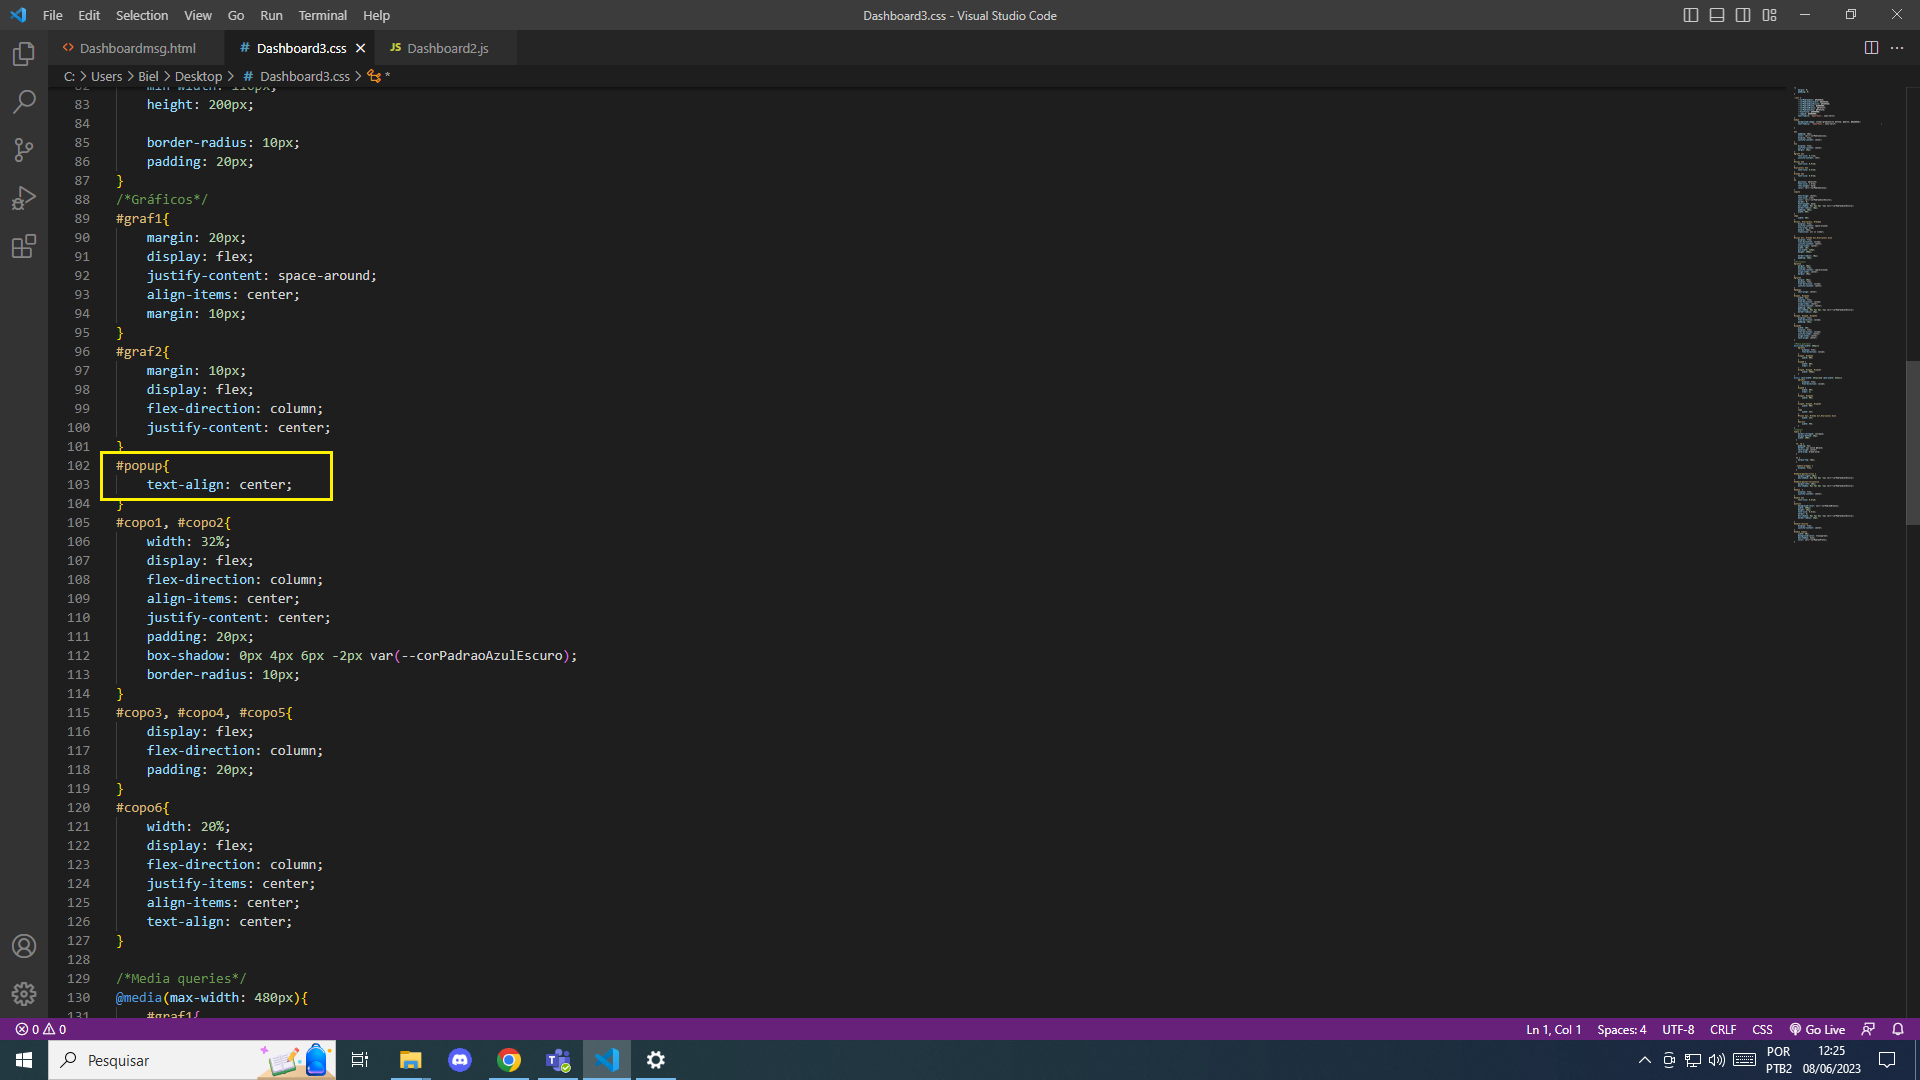 File Edit Selection View Go Run Terminal Help
Dashboard3.css - Visual Studio Code
<> Dashboardmsg.html
# Dashboard3.css
JS Dashboard2.js
C: > Users > Biel > Desktop > # Dashboard3.css > *
82 min-width: 110px;
83 height: 200px;
84
85 border-radius: 10px;
86 padding: 20px;
87 }
88 /*Gráficos*/
89 #graf1{
90 margin: 20px;
91 display: flex;
92 justify-content: space-around;
93 align-items: center;
94 margin: 10px;
95 }
96 #graf2{
97 margin: 10px;
98 display: flex;
99 flex-direction: column;
100 justify-content: center;
101 }
102 #popup{
103 text-align: center;
104 }
105 #copo1, #copo2{
106 width: 32%;
107 display: flex;
108 flex-direction: column;
109 align-items: center;
110 justify-content: center;
111 padding: 20px;
112 box-shadow: 0px 4px 6px -2px var(--corPadraoAzulEscuro);
113 border-radius: 10px;
114 }
115 #copo3, #copo4, #copo5{
116 display: flex;
117 flex-direction: column;
118 padding: 20px;
119 }
120 #copo6{
121 width: 20%;
122 display: flex;
123 flex-direction: column;
124 justify-items: center;
125 align-items: center;
126 text-align: center;
127 }
128
129 /*Media queries*/
130 @media(max-width: 480px){
131 #graf1{
0 0
Ln 1, Col 1 Spaces: 4 UTF-8 CRLF CSS Go Live
Pesquisar
POR
PTB2
12:25
08/06/2023